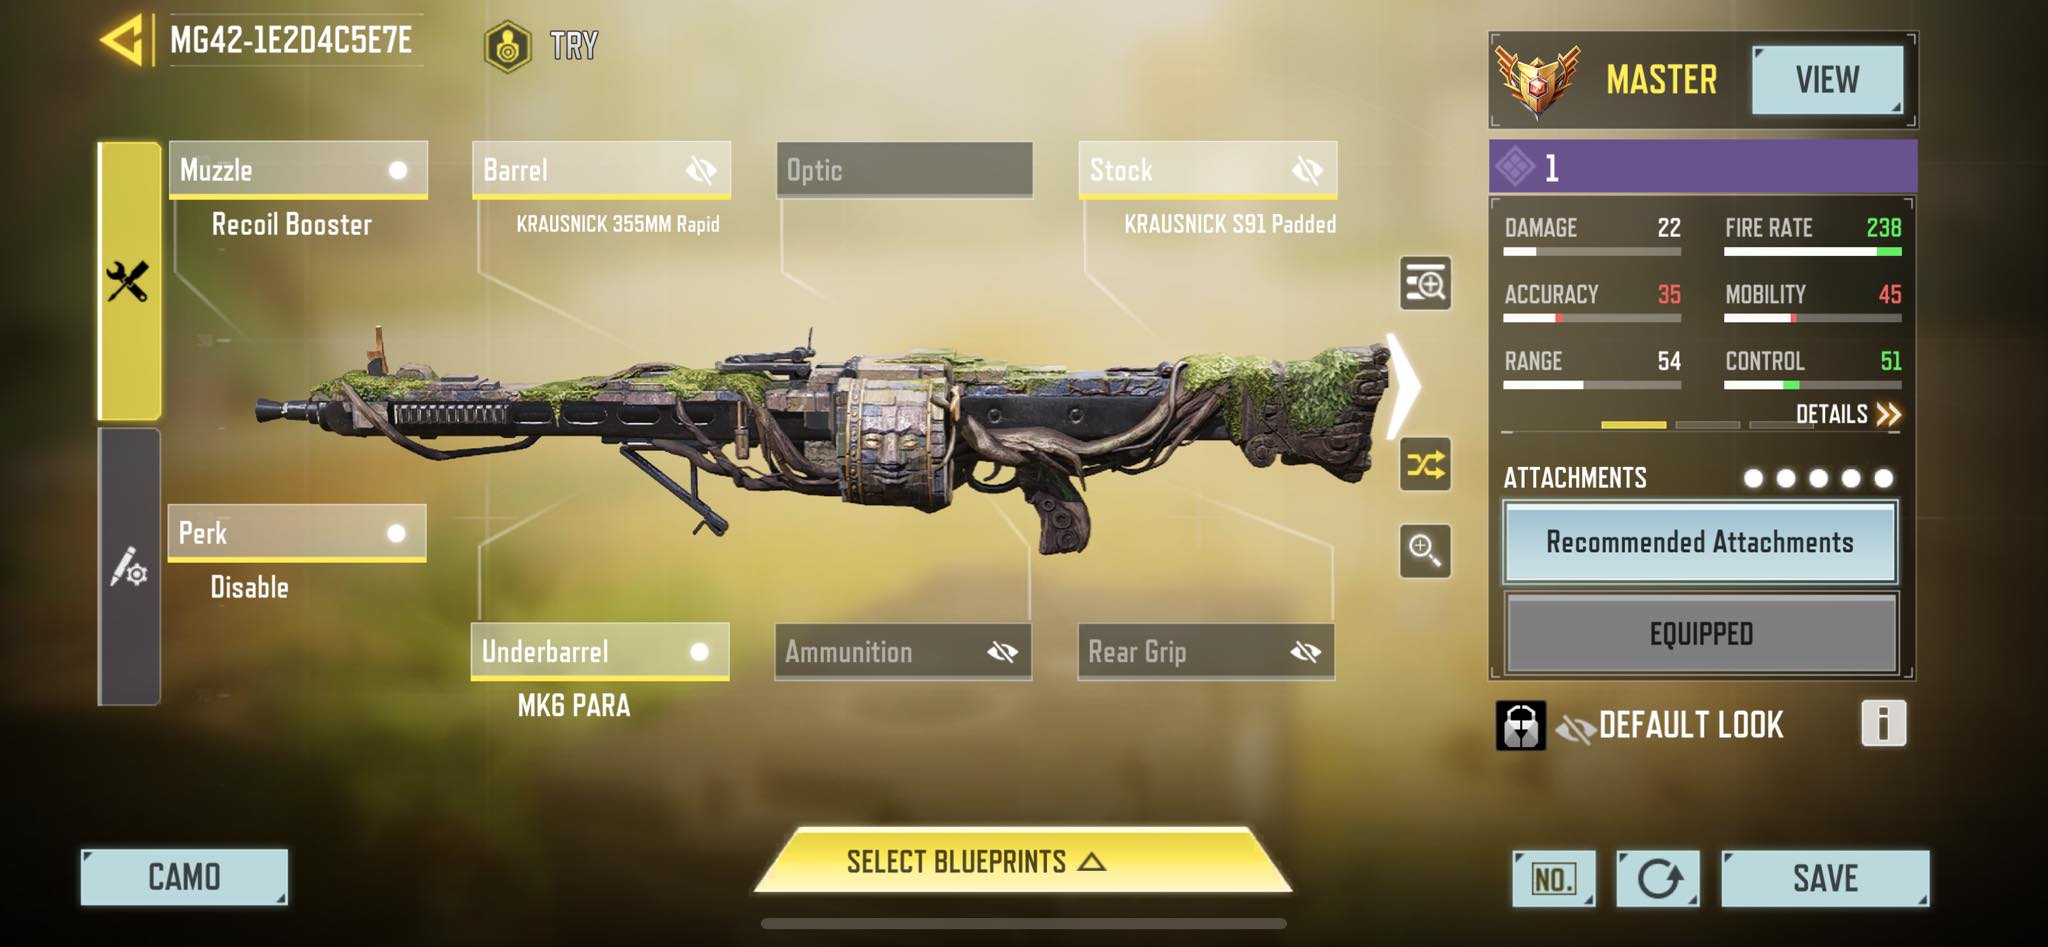 MG42-1E2D4C5E7E
TRY
MASTER
VIEW
1
Muzzle
Recoil Booster
Barrel
KRAUSNICK 355MM Rapid
Optic
Stock
KRAUSNICK S91 Padded
DAMAGE 22
FIRE RATE 238
ACCURACY 35
MOBILITY 45
RANGE 54
CONTROL 51
DETAILS
ATTACHMENTS
Recommended Attachments
EQUIPPED
Perk
Disable
Underbarrel
MK6 PARA
Ammunition
Rear Grip
DEFAULT LOOK
i
CAMO
SELECT BLUEPRINTS
NO.
SAVE